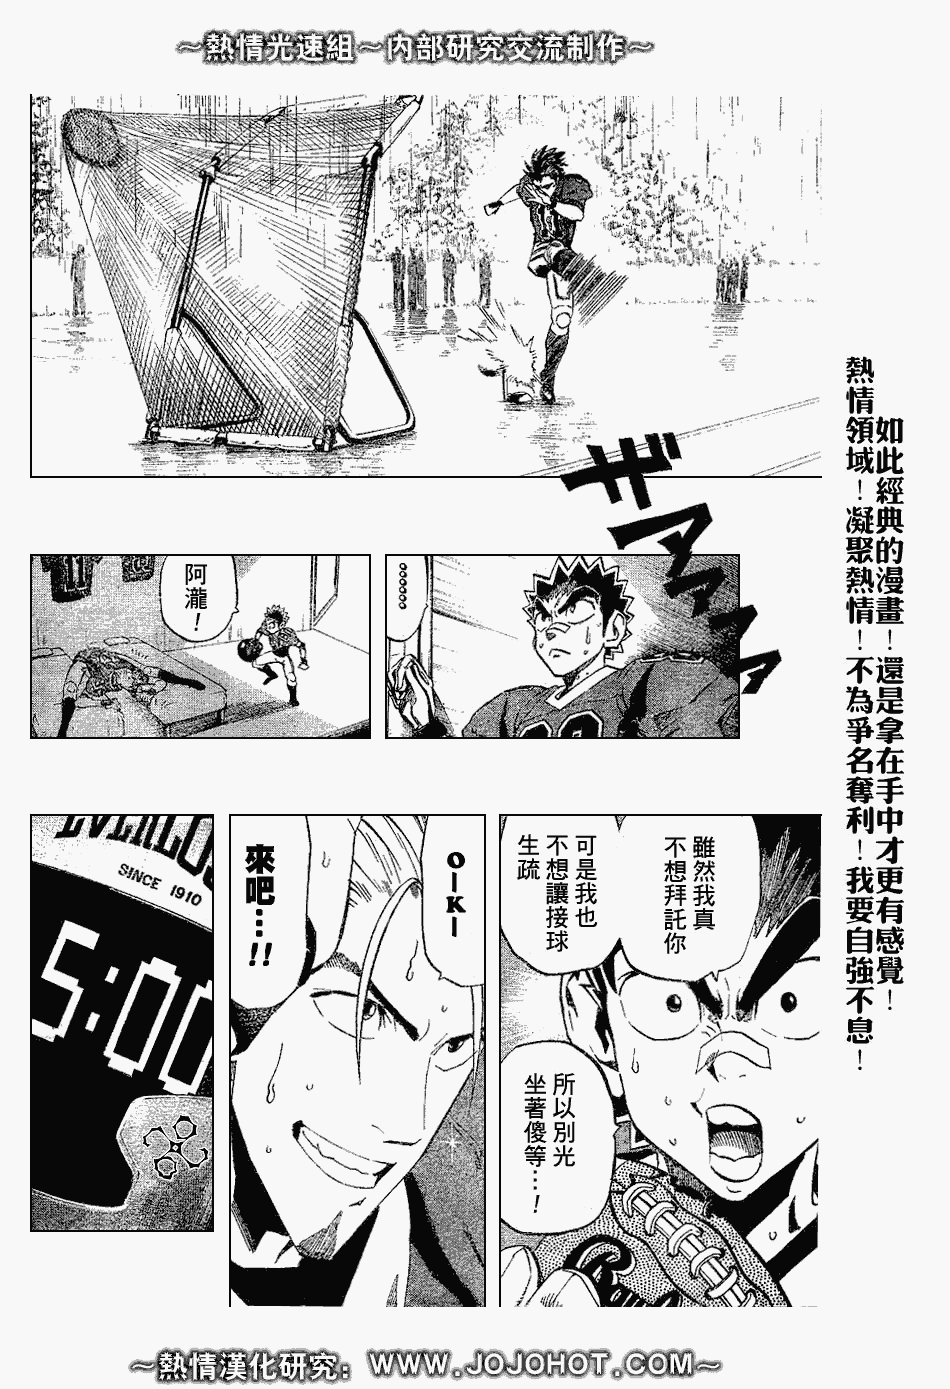 ～熱情光速組～内部研究交流制作～
如此經典的漫畫！還是拿在手中才更有感覺！
熱情領域！凝聚熱情！不為爭名奪利！我要自強不息！
ザアアア
………
阿瀧！
11
雖然我真
不想拜託你
可是我也
不想讓接球
生疏
所以別光
坐著傻等…！
O—K—
來吧…!!
EVERLOS
SINCE 1910
5:00
～熱情漢化研究：WWW.JOJOHOT.COM～